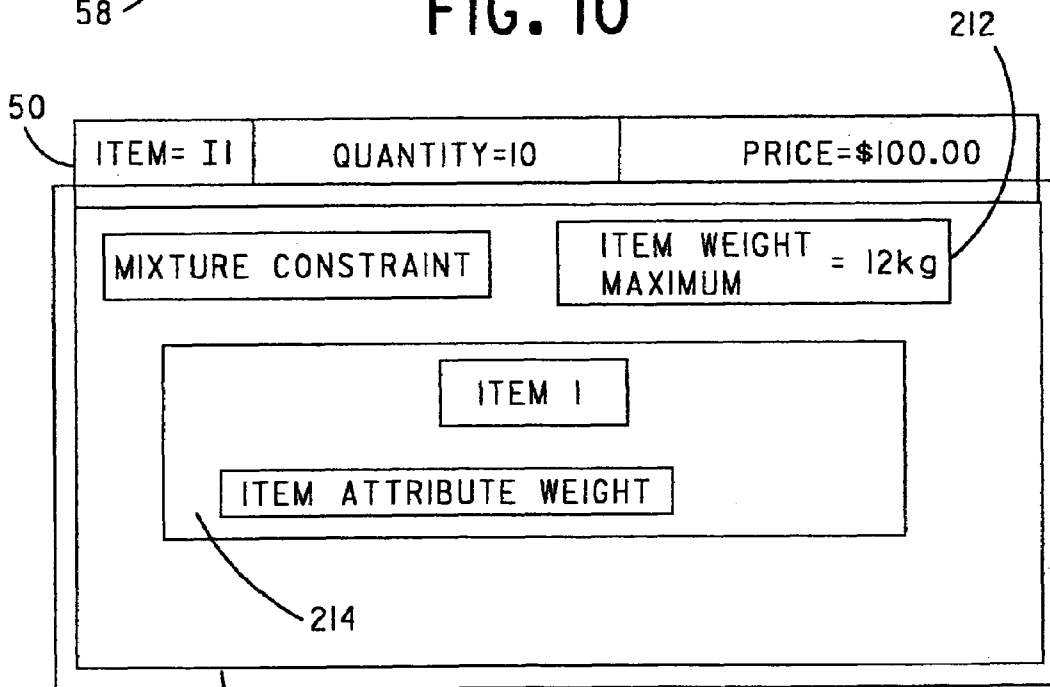 58
FIG. 10
212
50
ITEM= I1 QUANTITY=10 PRICE=$100.00
MIXTURE CONSTRAINT
ITEM WEIGHT
MAXIMUM = 12kg
ITEM 1
ITEM ATTRIBUTE WEIGHT
214